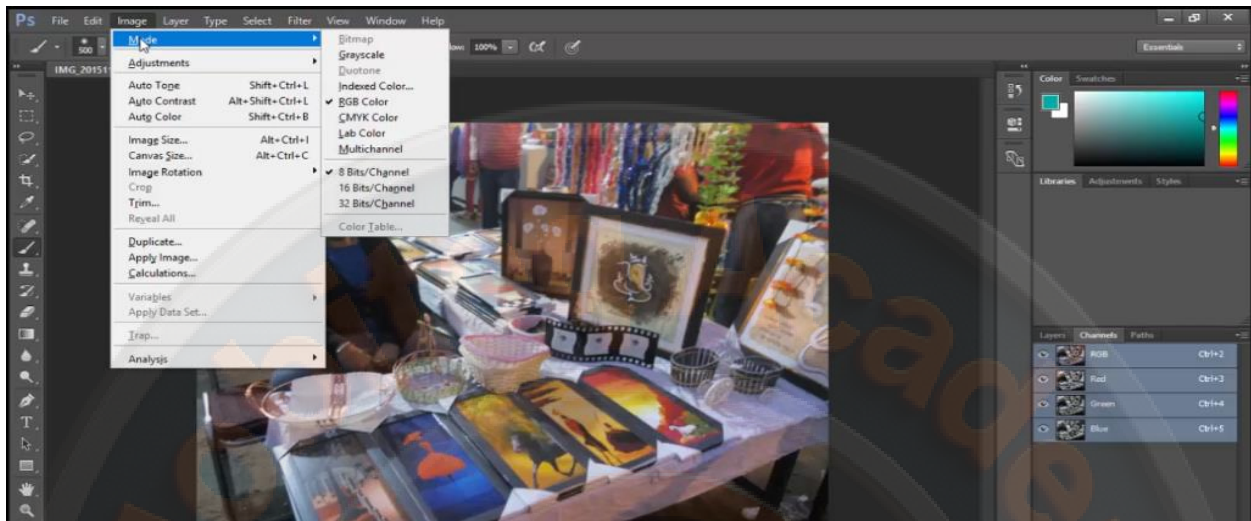 Ps File Edit Image Layer Type Select Filter View Window Help
500 100% Essentials
IMG_20151
Mode
Adjustments
Auto Tone Shift+Ctrl+L
Auto Contrast Alt+Shift+Ctrl+L
Auto Color Shift+Ctrl+B
Image Size... Alt+Ctrl+I
Canvas Size... Alt+Ctrl+C
Image Rotation
Crop
Trim...
Reveal All
Duplicate...
Apply Image...
Calculations...
Variables
Apply Data Set...
Trap...
Analysis
Bitmap
Grayscale
Duotone
Indexed Color...
RGB Color
CMYK Color
Lab Color
Multichannel
8 Bits/Channel
16 Bits/Channel
32 Bits/Channel
Color Table...
Color Swatches
Libraries Adjustments Styles
Layers Channels Paths
RGB Ctrl+2
Red Ctrl+3
Green Ctrl+4
Blue Ctrl+5